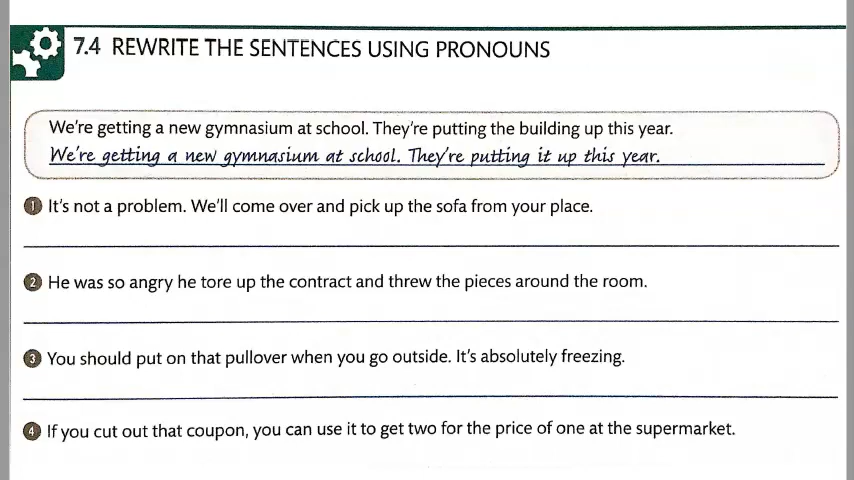 7.4 REWRITE THE SENTENCES USING PRONOUNS
We're getting a new gymnasium at school. They're putting the building up this year.
We're getting a new gymnasium at school. They're putting it up this year.
1 It's not a problem. We'll come over and pick up the sofa from your place.
2 He was so angry he tore up the contract and threw the pieces around the room.
3 You should put on that pullover when you go outside. It's absolutely freezing.
4 If you cut out that coupon, you can use it to get two for the price of one at the supermarket.